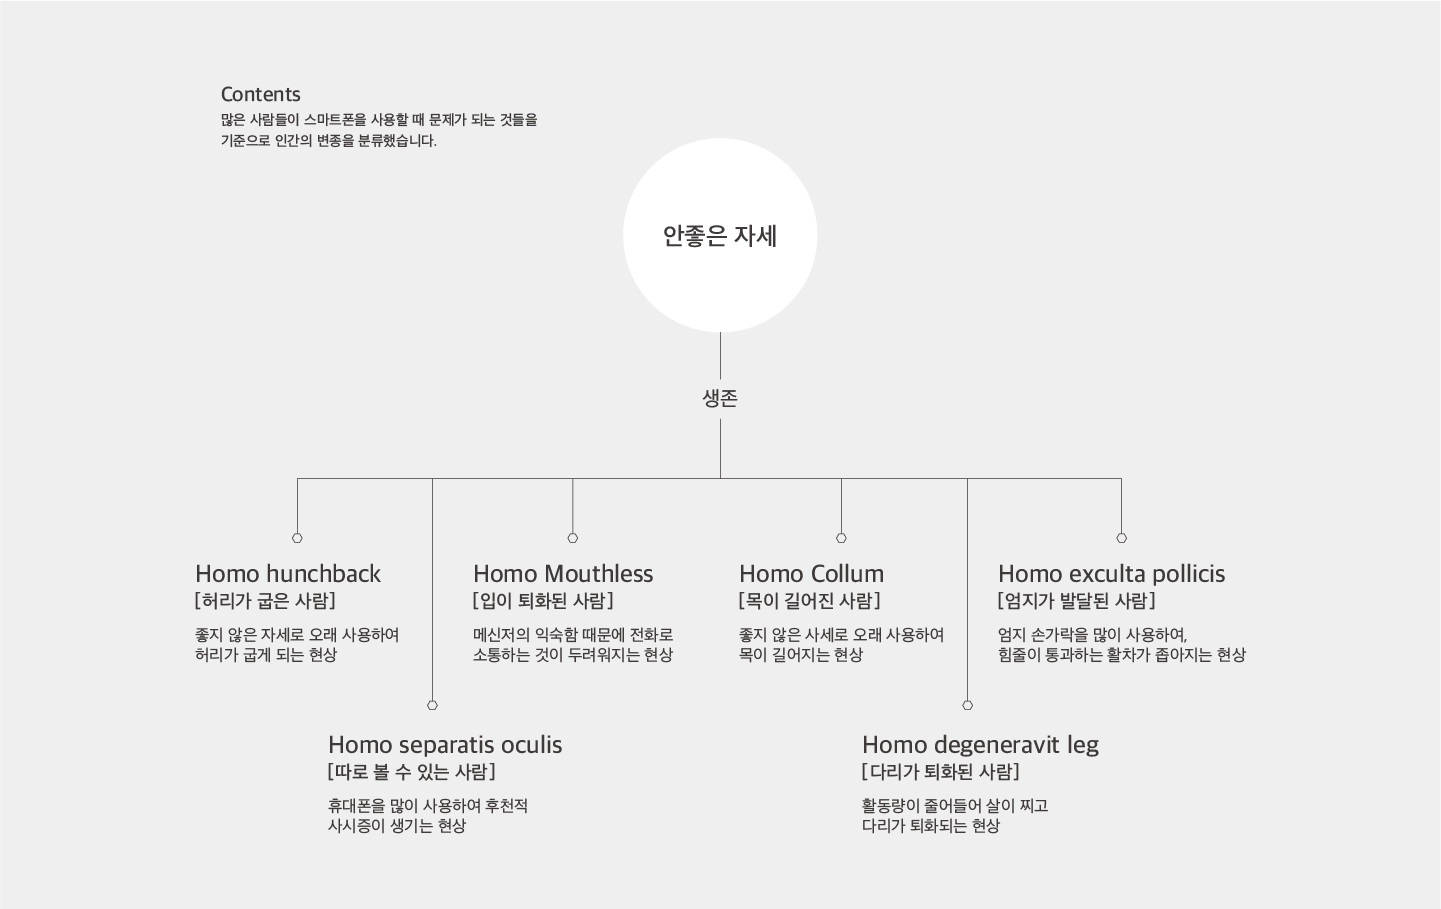 Contents
많은 사람들이 스마트폰을 사용할 때 문제가 되는 것들을
기준으로 인간의 변종을 분류했습니다.
안좋은 자세
생존
Homo hunchback
[허리가 굽은 사람]
좋지 않은 자세로 오래 사용하여
허리가 굽게 되는 현상
Homo Mouthless
[입이 퇴화된 사람]
메신저의 익숙함 때문에 전화로
소통하는 것이 두려워지는 현상
Homo Collum
[목이 길어진 사람]
좋지 않은 사세로 오래 사용하여
목이 길어지는 현상
Homo exculta pollicis
[엄지가 발달된 사람]
엄지 손가락을 많이 사용하여,
힘줄이 통과하는 활차가 좁아지는 현상
Homo separatis oculis
[따로 볼 수 있는 사람]
휴대폰을 많이 사용하여 후천적
사시증이 생기는 현상
Homo degeneravit leg
[다리가 퇴화된 사람]
활동량이 줄어들어 살이 찌고
다리가 퇴화되는 현상